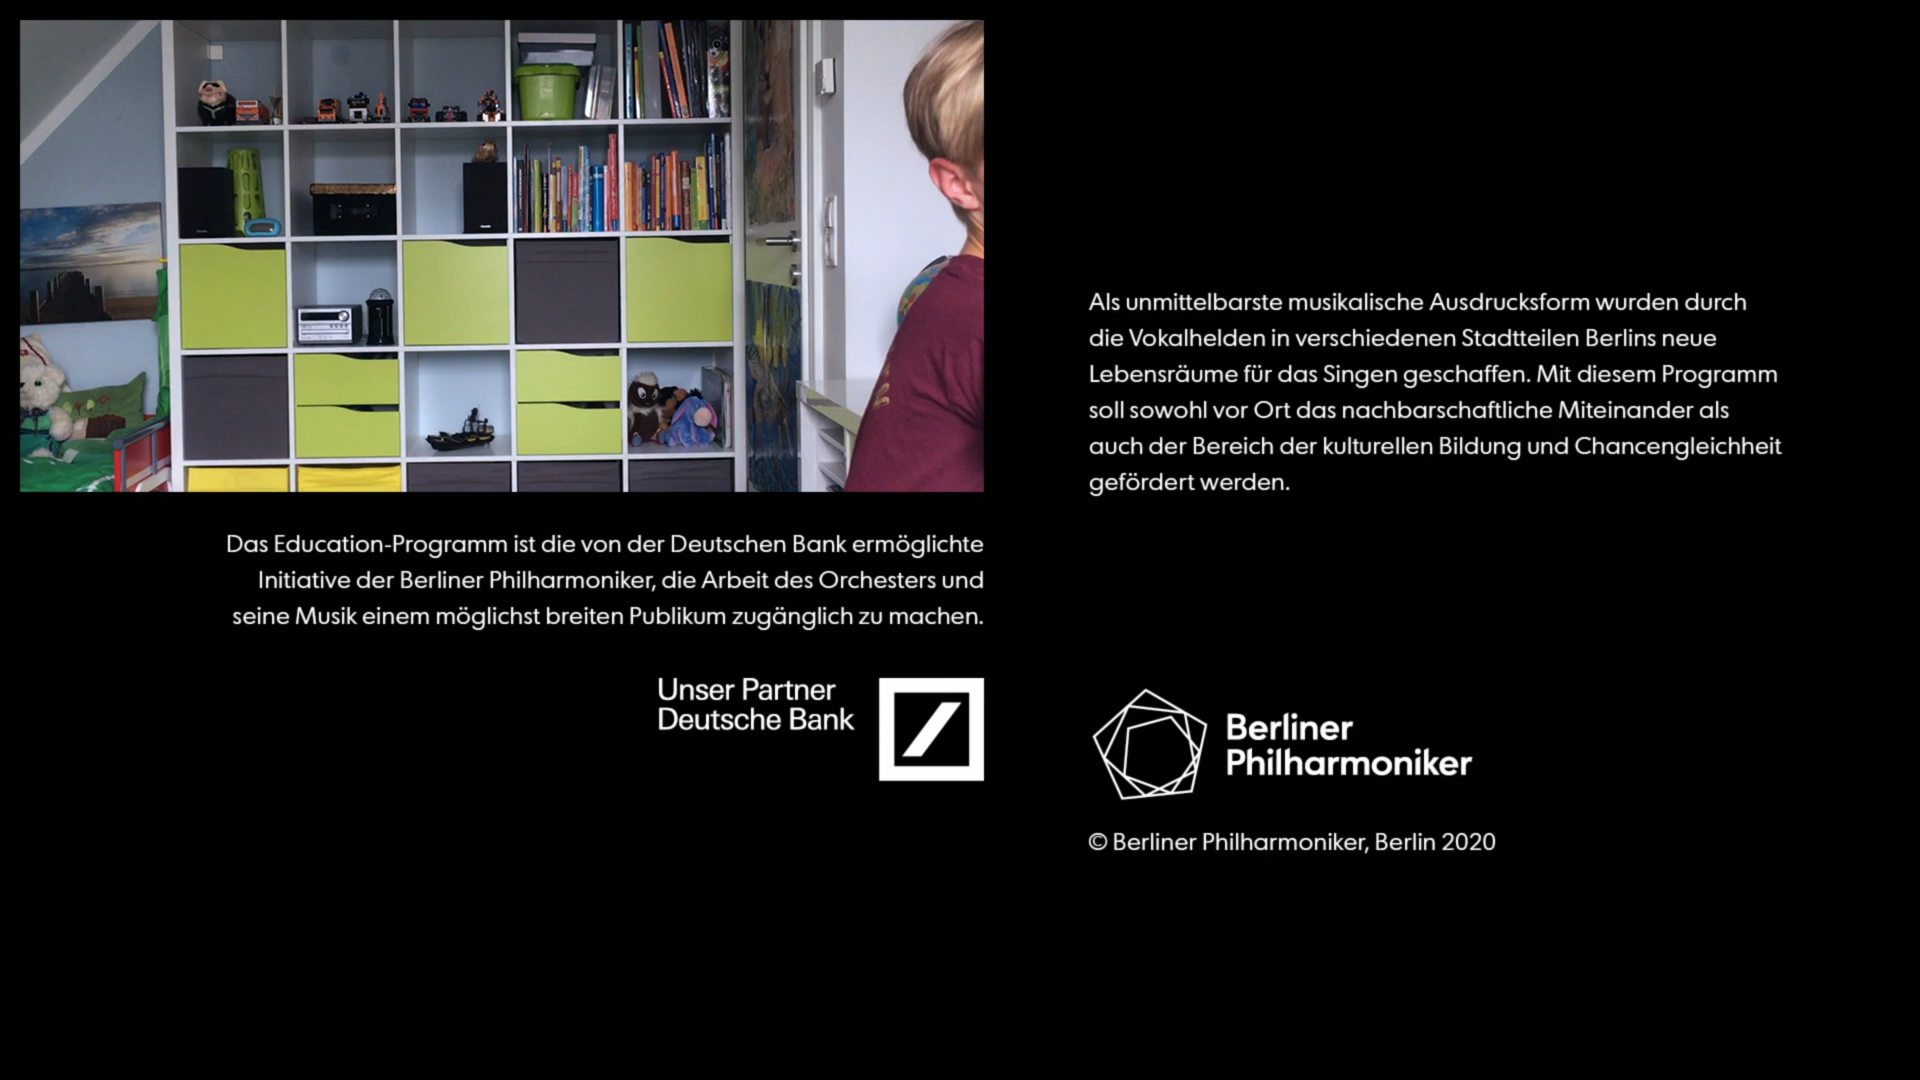 Das Education-Programm ist die von der Deutschen Bank ermöglichte
Initiative der Berliner Philharmoniker, die Arbeit des Orchesters und
seine Musik einem möglichst breiten Publikum zugänglich zu machen.
Unser Partner
Deutsche Bank
Als unmittelbarste musikalische Ausdrucksform wurden durch
die Vokalhelden in verschiedenen Stadtteilen Berlins neue
Lebensräume für das Singen geschaffen. Mit diesem Programm
soll sowohl vor Ort das nachbarschaftliche Miteinander als
auch der Bereich der kulturellen Bildung und Chancengleichheit
gefördert werden.
Berliner
Philharmoniker
© Berliner Philharmoniker, Berlin 2020